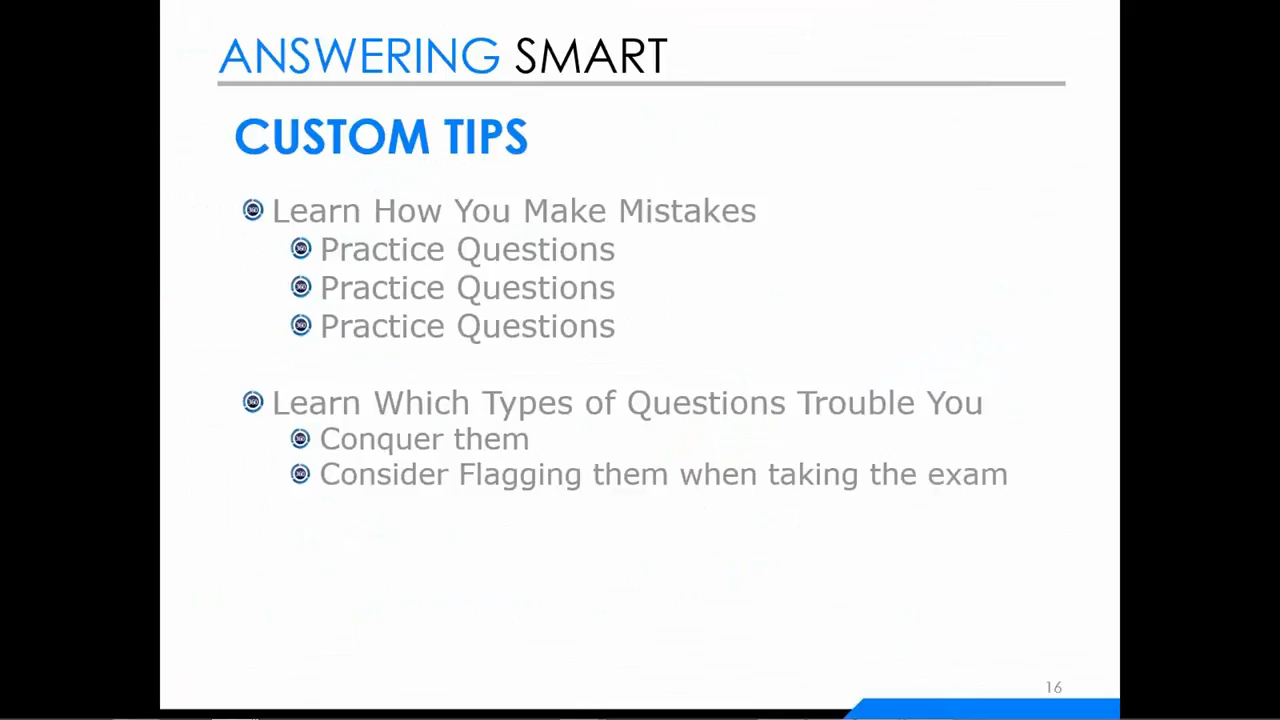 ANSWERING SMART
CUSTOM TIPS
Learn How You Make Mistakes
Practice Questions
Practice Questions
Practice Questions
Learn Which Types of Questions Trouble You
Conquer them
Consider Flagging them when taking the exam
16